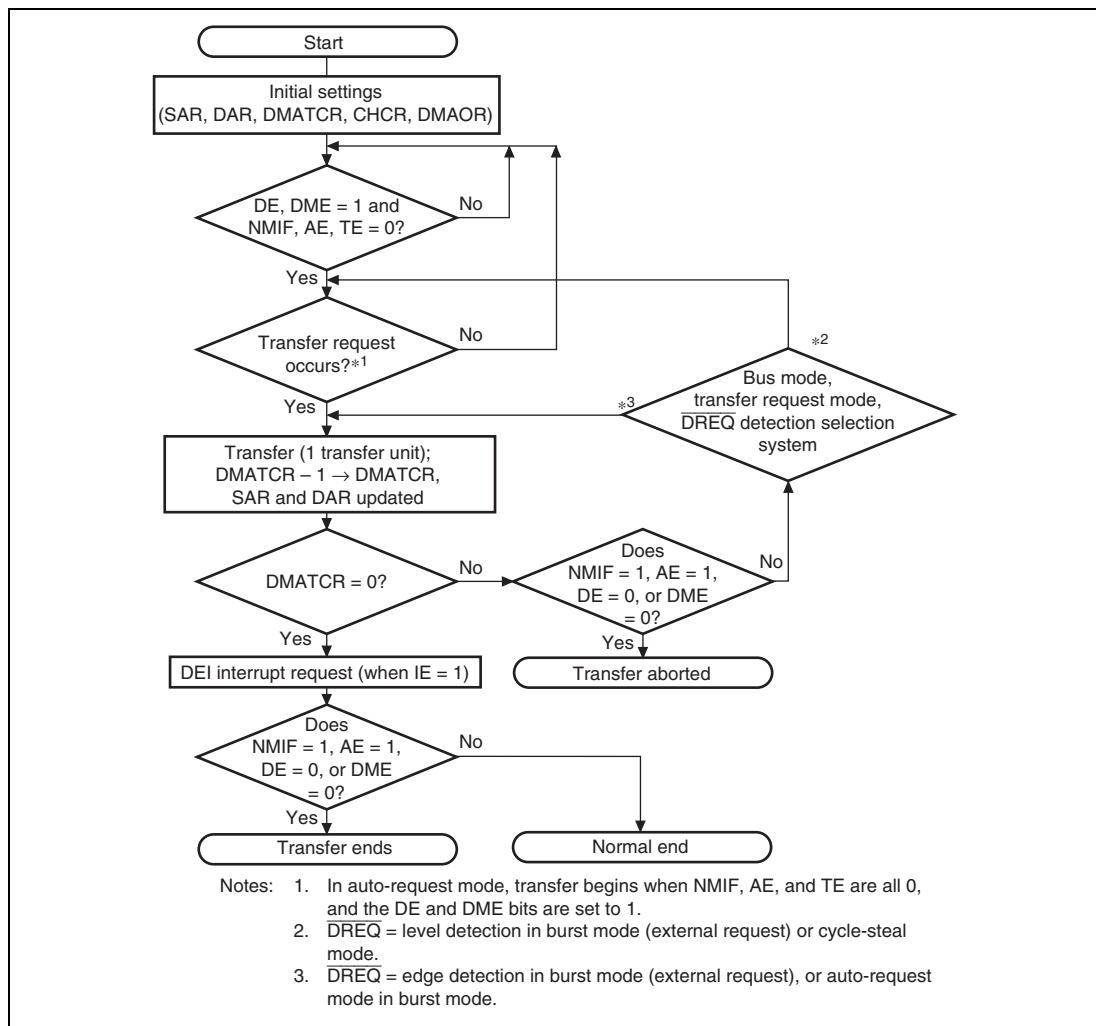 Start
Initial settings
(SAR, DAR, DMATCR, CHCR, DMAOR)
DE, DME = 1 and
NMIF, AE, TE = 0?
No
Yes
Transfer request
occurs?*1
No
Yes
*2
Bus mode,
transfer request mode,
DREQ detection selection
system
*3
Transfer (1 transfer unit);
DMATCR – 1 → DMATCR,
SAR and DAR updated
DMATCR = 0?
No
Yes
Does
NMIF = 1, AE = 1,
DE = 0, or DME
= 0?
No
Yes
Transfer aborted
DEI interrupt request (when IE = 1)
Does
NMIF = 1, AE = 1,
DE = 0, or DME
= 0?
No
Yes
Transfer ends
Normal end
Notes: 1. In auto-request mode, transfer begins when NMIF, AE, and TE are all 0,
and the DE and DME bits are set to 1.
2. DREQ = level detection in burst mode (external request) or cycle-steal
mode.
3. DREQ = edge detection in burst mode (external request), or auto-request
mode in burst mode.